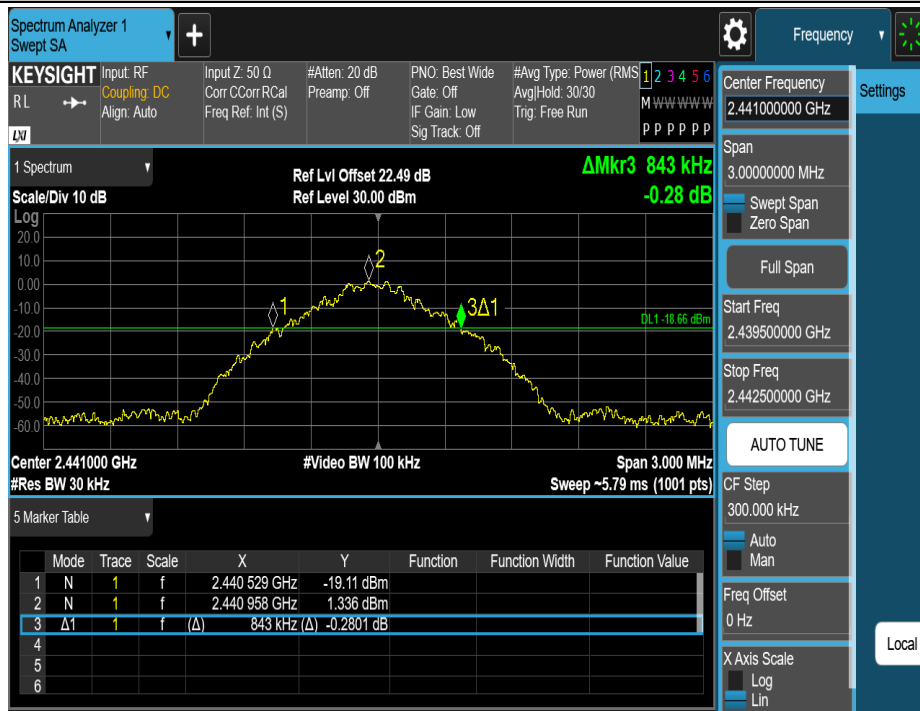 Spectrum Analyzer 1
Swept SA
+
Frequency
KEYSIGHT
RL
LXI
Input: RF
Coupling: DC
Align: Auto
Input Z: 50 Ω
Corr CCorr RCal
Freq Ref: Int (S)
#Atten: 20 dB
Preamp: Off
PNO: Best Wide
Gate: Off
IF Gain: Low
Sig Track: Off
#Avg Type: Power (RMS
Avg|Hold: 30/30
Trig: Free Run
1 2 3 4 5 6
M W W W W W
P P P P P P
1 Spectrum
Scale/Div 10 dB
Ref Lvl Offset 22.49 dB
Ref Level 30.00 dBm
ΔMkr3 843 kHz
-0.28 dB
Log
20.0
10.0
0.00
-10.0
-20.0
-30.0
-40.0
-50.0
-60.0
2
1
3Δ1
DL1 -18.66 dBm
Center 2.441000 GHz
#Video BW 100 kHz
Span 3.000 MHz
#Res BW 30 kHz
Sweep ~5.79 ms (1001 pts)
5 Marker Table
Mode Trace Scale X Y Function Function Width Function Value
1 N 1 f 2.440 529 GHz -19.11 dBm
2 N 1 f 2.440 958 GHz 1.336 dBm
3 Δ1 1 f (Δ) 843 kHz (Δ) -0.2801 dB
4
5
6
Center Frequency
2.441000000 GHz
Span
3.00000000 MHz
Swept Span
Zero Span
Full Span
Start Freq
2.439500000 GHz
Stop Freq
2.442500000 GHz
AUTO TUNE
CF Step
300.000 kHz
Auto
Man
Freq Offset
0 Hz
X Axis Scale
Log
Lin
Settings
Local